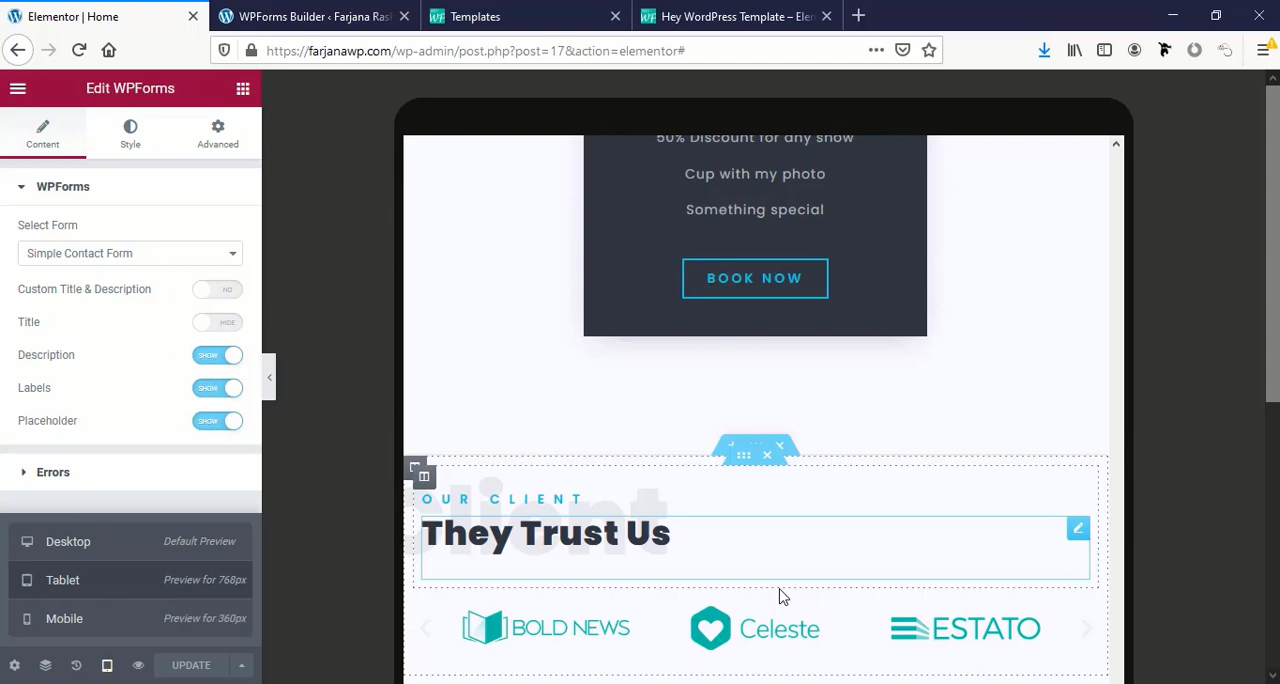 Elementor | Home
WPForms Builder ‹ Farjana Ras
Templates
Hey WordPress Template – Elem
https://farjanawp.com/wp-admin/post.php?post=17&action=elementor#
Edit WPForms
Content
Style
Advanced
WPForms
Select Form
Simple Contact Form
Custom Title & Description
NO
Title
HIDE
Description
SHOW
Labels
SHOW
Placeholder
SHOW
Errors
Desktop
Default Preview
Tablet
Preview for 768px
Mobile
Preview for 360px
UPDATE
50% Discount for any show
Cup with my photo
Something special
BOOK NOW
Client
OUR CLIENT
They Trust Us
BOLD NEWS
Celeste
ESTATO